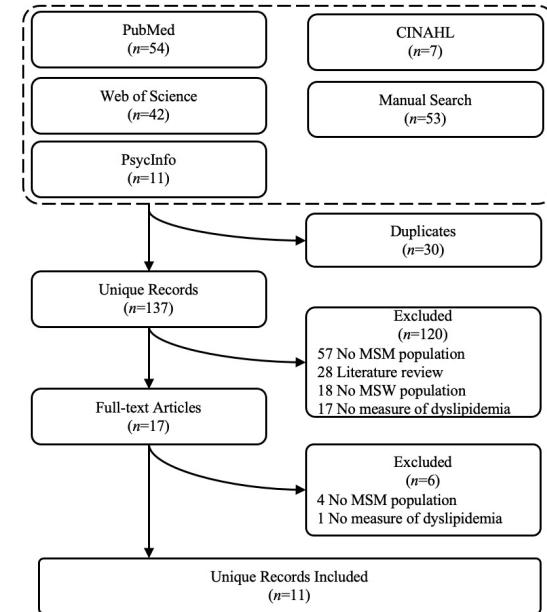 PubMed
(n=54)
CINAHL
(n=7)
Web of Science
(n=42)
Manual Search
(n=53)
PsycInfo
(n=11)
Duplicates
(n=30)
Unique Records
(n=137)
Excluded
(n=120)
57 No MSM population
28 Literature review
18 No MSW population
17 No measure of dyslipidemia
Full-text Articles
(n=17)
Excluded
(n=6)
4 No MSM population
1 No measure of dyslipidemia
Unique Records Included
(n=11)